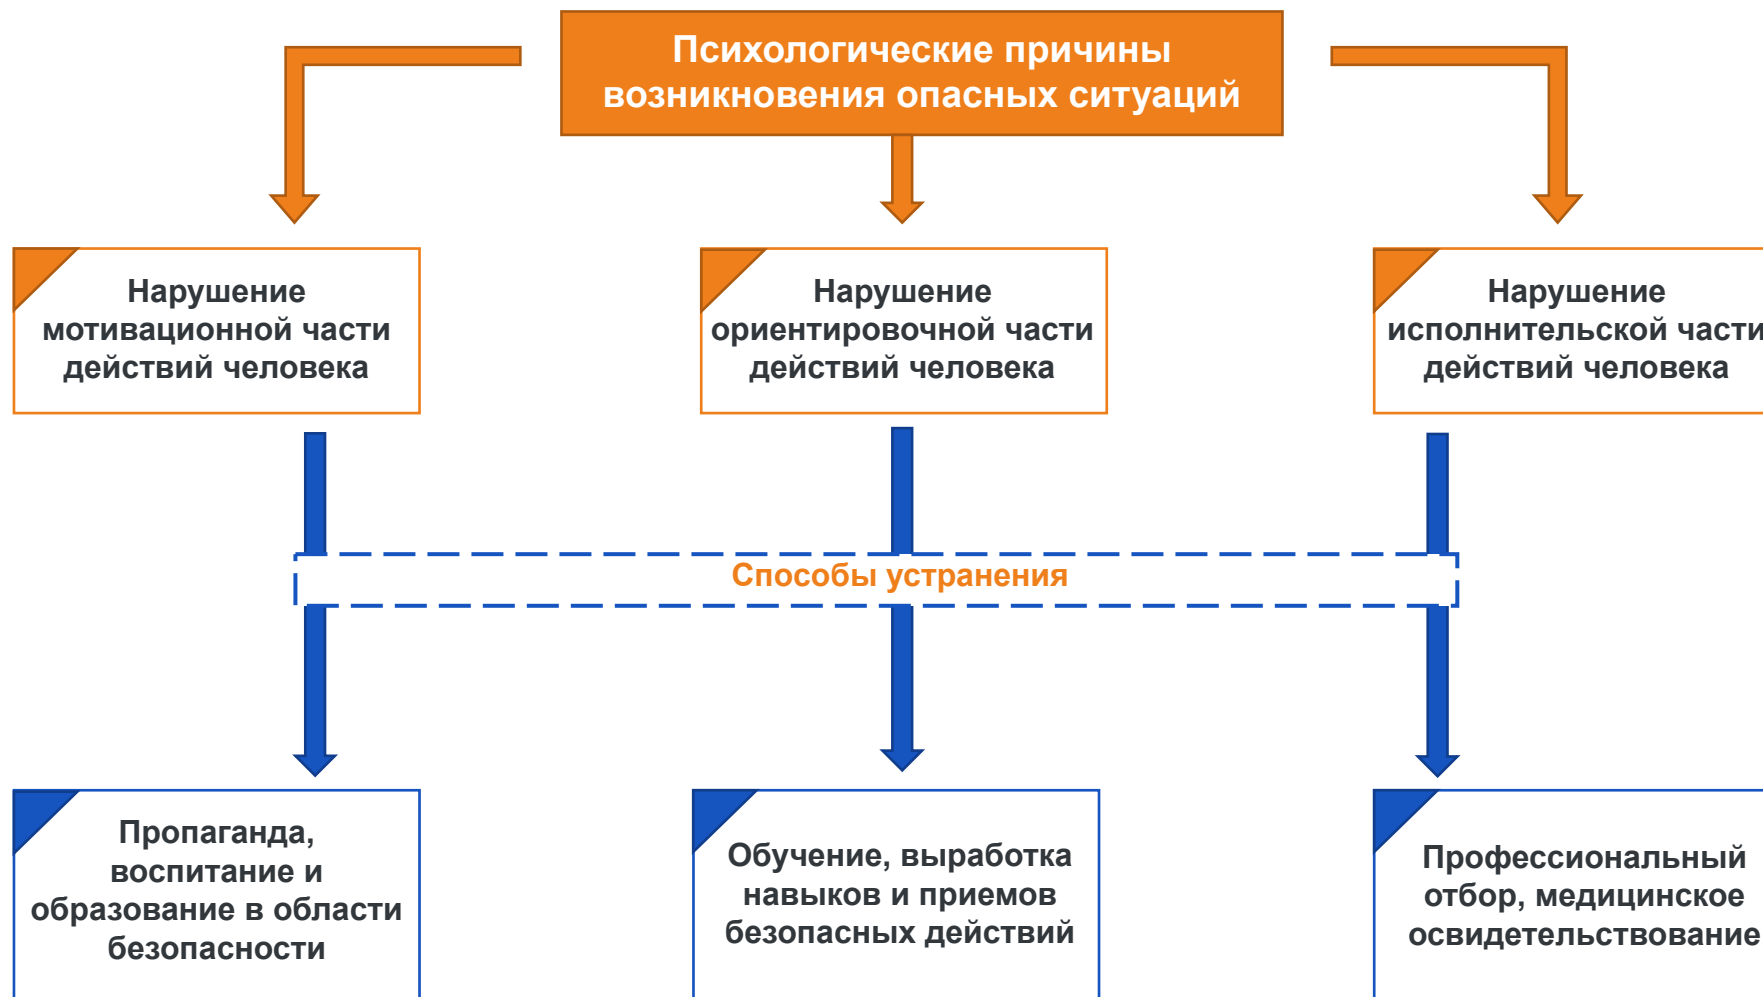 Психологические причины
возникновения опасных ситуаций
Нарушение
мотивационной части
действий человека
Нарушение
ориентировочной части
действий человека
Нарушение
исполнительской части
действий человека
Способы устранения
Пропаганда,
воспитание и
образование в области
безопасности
Обучение, выработка
навыков и приемов
безопасных действий
Профессиональный
отбор, медицинское
освидетельствование